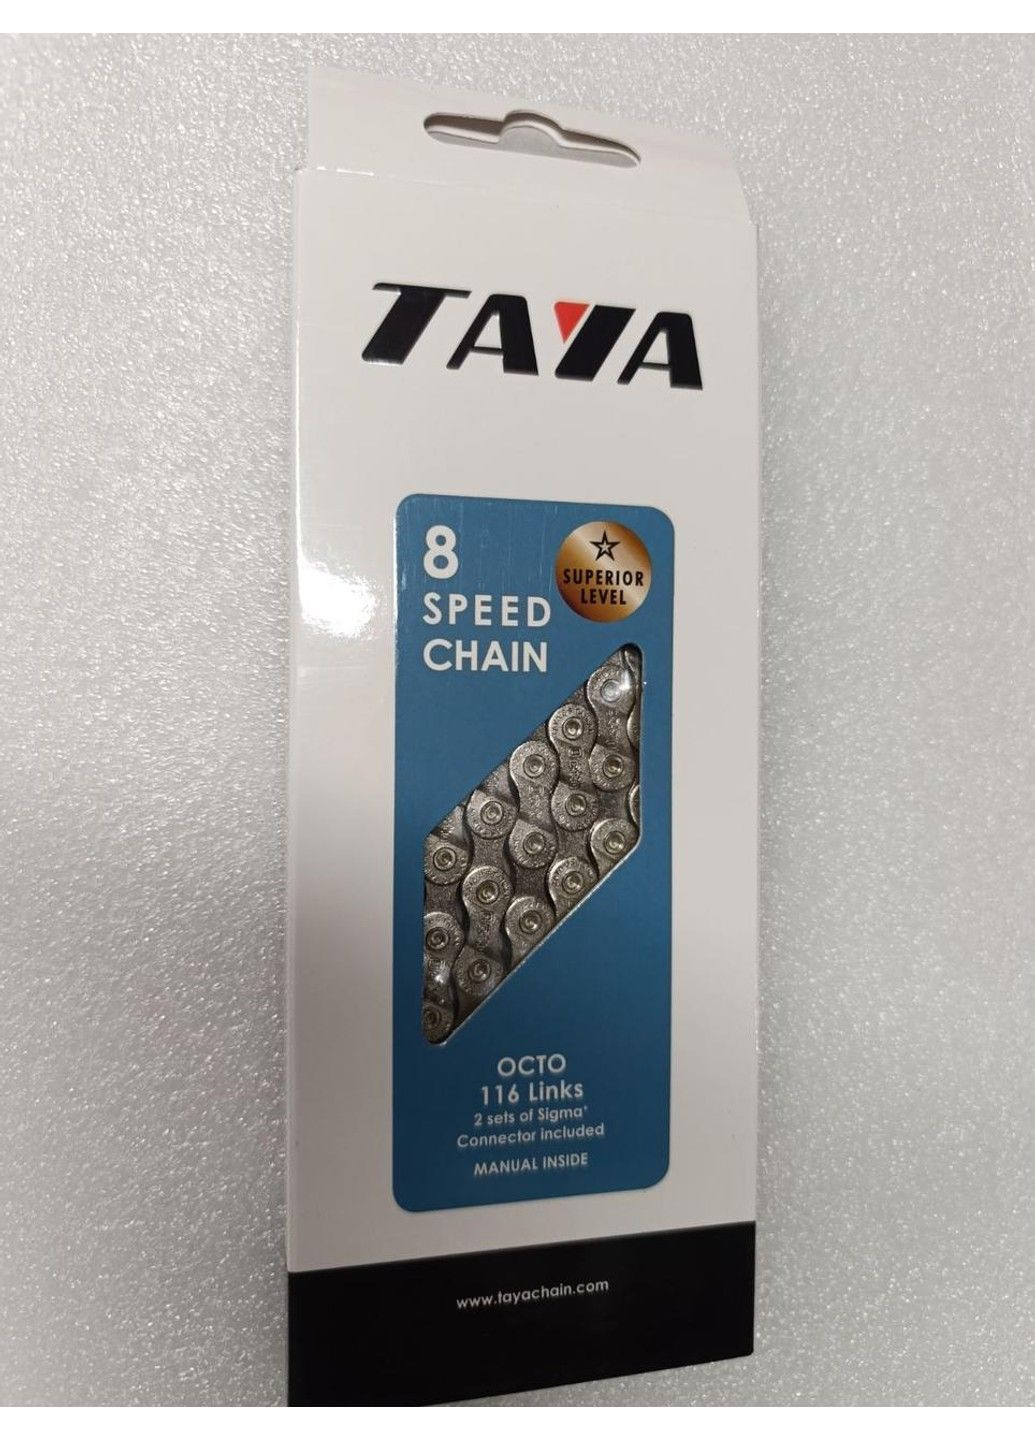 TAYA
8
SPEED
CHAIN
SUPERIOR
LEVEL
OCTO
116 Links
2 sets of Sigma+
Connector included
MANUAL INSIDE
www.tayachain.com